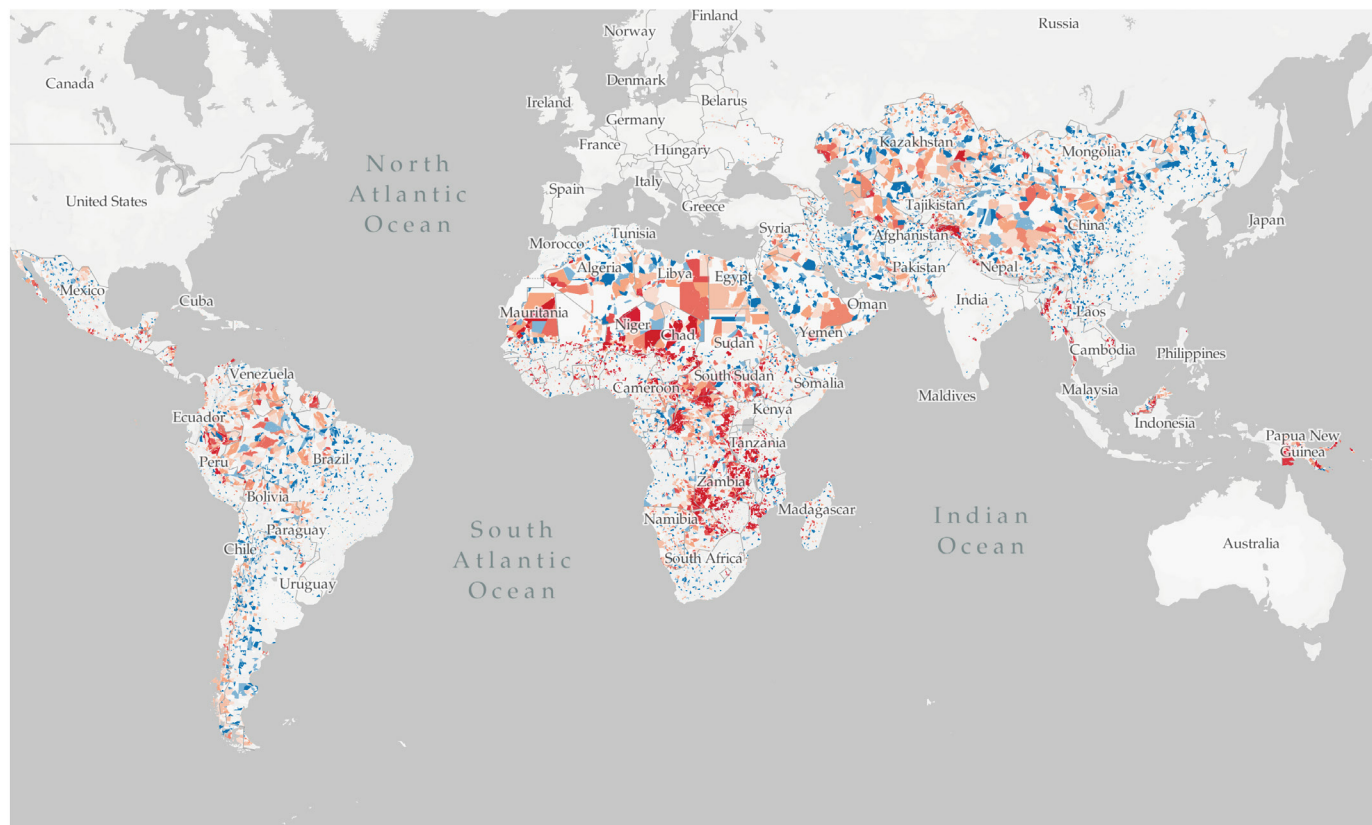 Finland
Russia
Norway
Canada
Denmark
Ireland
Belarus
Germany
France
Hungary
Kazakhstan
Mongolia
North
Atlantic
Ocean
Italy
Spain
United States
Greece
Tajikistan
China
Japan
Syria
Tunisia
Morocco
Afghanistan
Algeria
Libya
Egypt
Pakistan
Nepal
Mexico
Cuba
India
Oman
Laos
Mauritania
Niger
Chad
Yemen
Sudan
Cambodia
Philippines
Venezuela
South Sudan
Somalia
Cameroon
Maldives
Malaysia
Ecuador
Kenya
Indonesia
Papua New
Guinea
Tanzania
Peru
Brazil
Zambia
Bolivia
Madagascar
Namibia
Indian
Ocean
South
Atlantic
Ocean
Paraguay
Chile
South Africa
Australia
Uruguay